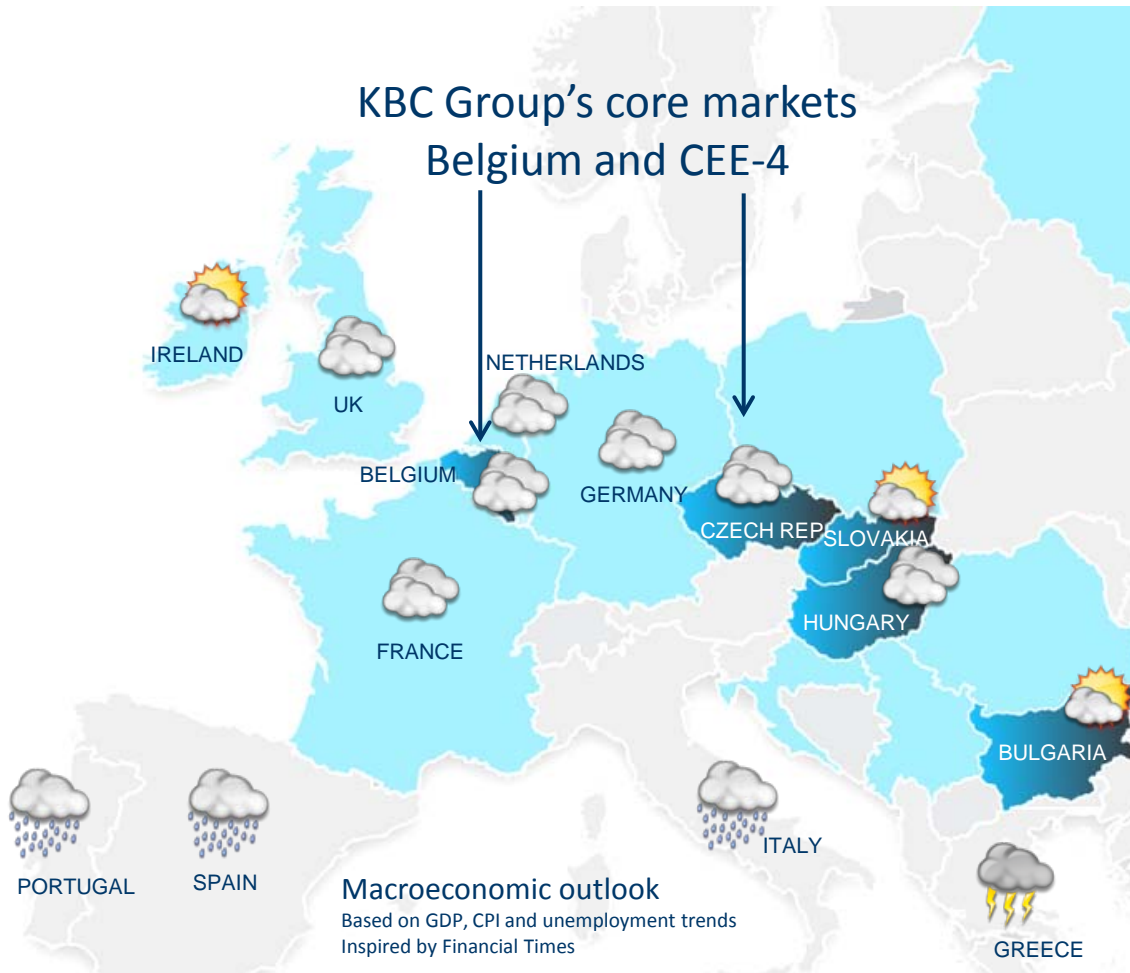 KBC Group’s core markets
Belgium and CEE-4
IRELAND
NETHERLANDS
UK
BELGIUM
GERMANY
CZECH REP
SLOVAKIA
HUNGARY
FRANCE
BULGARIA
ITALY
PORTUGAL
SPAIN
Macroeconomic outlook
Based on GDP, CPI and unemployment trends
Inspired by Financial Times
GREECE